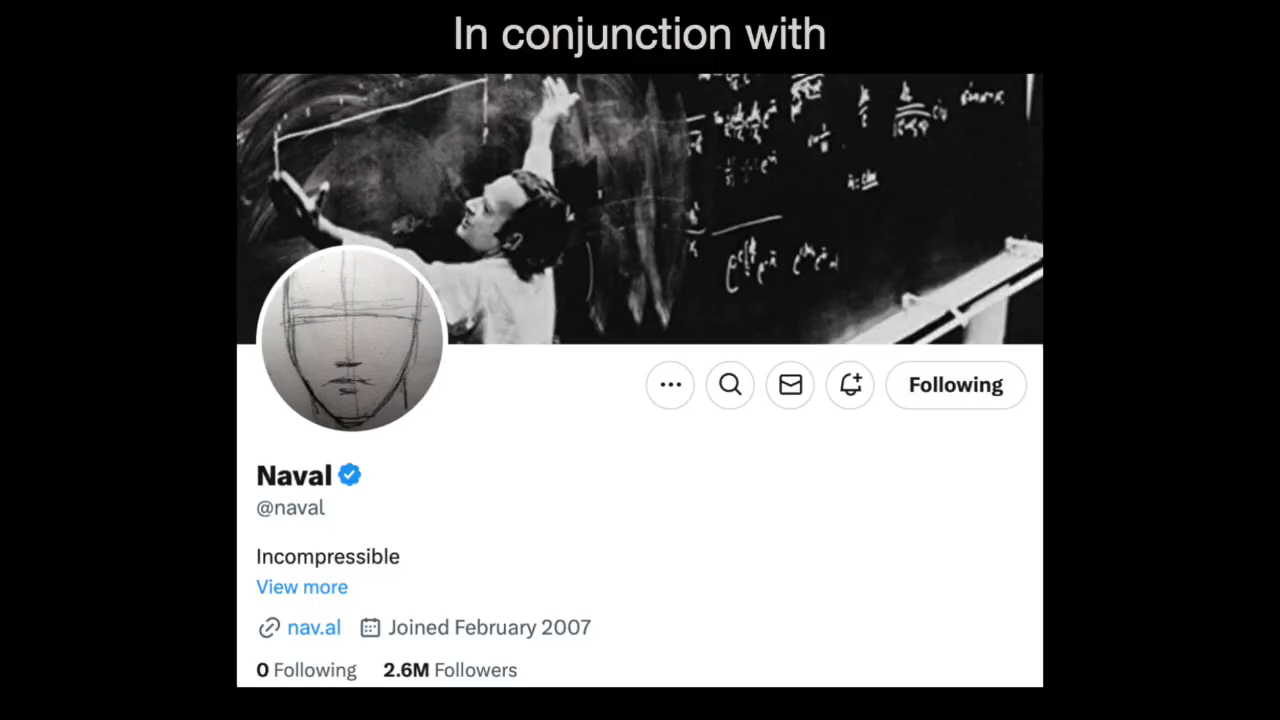 In conjunction with
Following
Naval
@naval
Incompressible
View more
nav.al Joined February 2007
0 Following 2.6M Followers